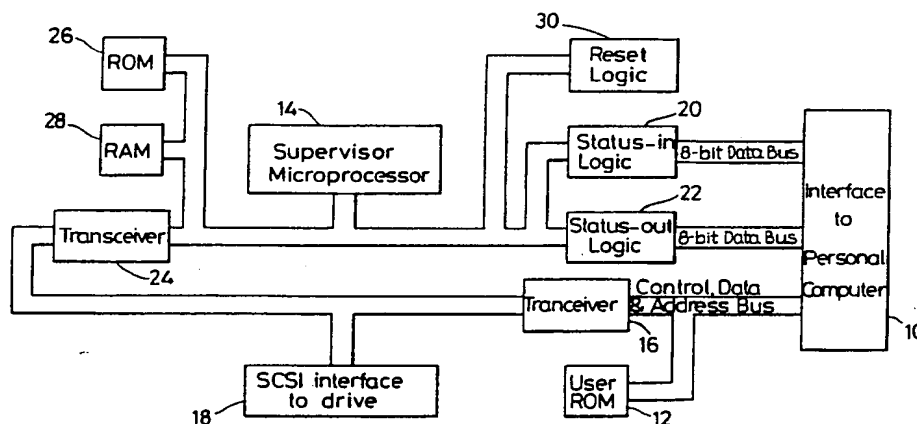 26
ROM
30
Reset
Logic
28
RAM
14
Supervisor
Microprocessor
20
Status-in
Logic
8-bit Data Bus
Interface
to
Personal
Computer
22
Status-out
Logic
8-bit Data Bus
Transceiver
24
Tranceiver
16
Control, Data
& Address Bus
10
SCSI interface
to drive
18
User
ROM
12